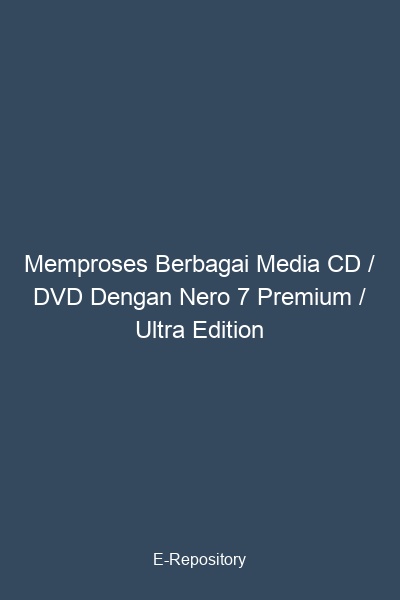 Memproses Berbagai Media CD /
DVD Dengan Nero 7 Premium /
Ultra Edition
E-Repository